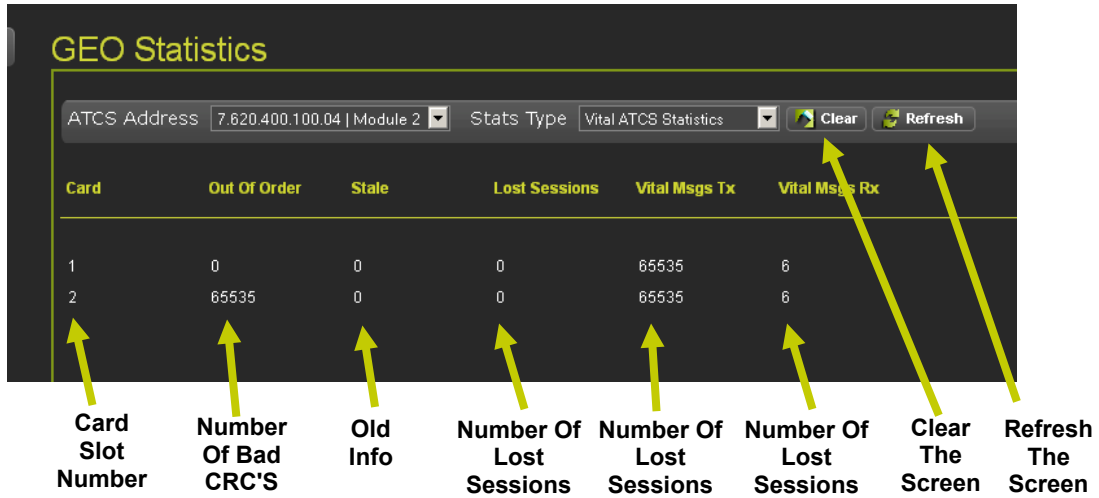 GEO Statistics
ATCS Address 7.620.400.100.04 | Module 2 Stats Type Vital ATCS Statistics Clear Refresh
Card Out Of Order Stale Lost Sessions Vital Msgs Tx Vital Msgs Rx
1 0 0 0 65535 6
2 65535 0 0 65535 6
Card Number Old Number Of Number Of Number Of Clear Refresh
Slot Of Bad Info Lost Lost Lost The The
Number CRC'S Sessions Sessions Sessions Screen Screen